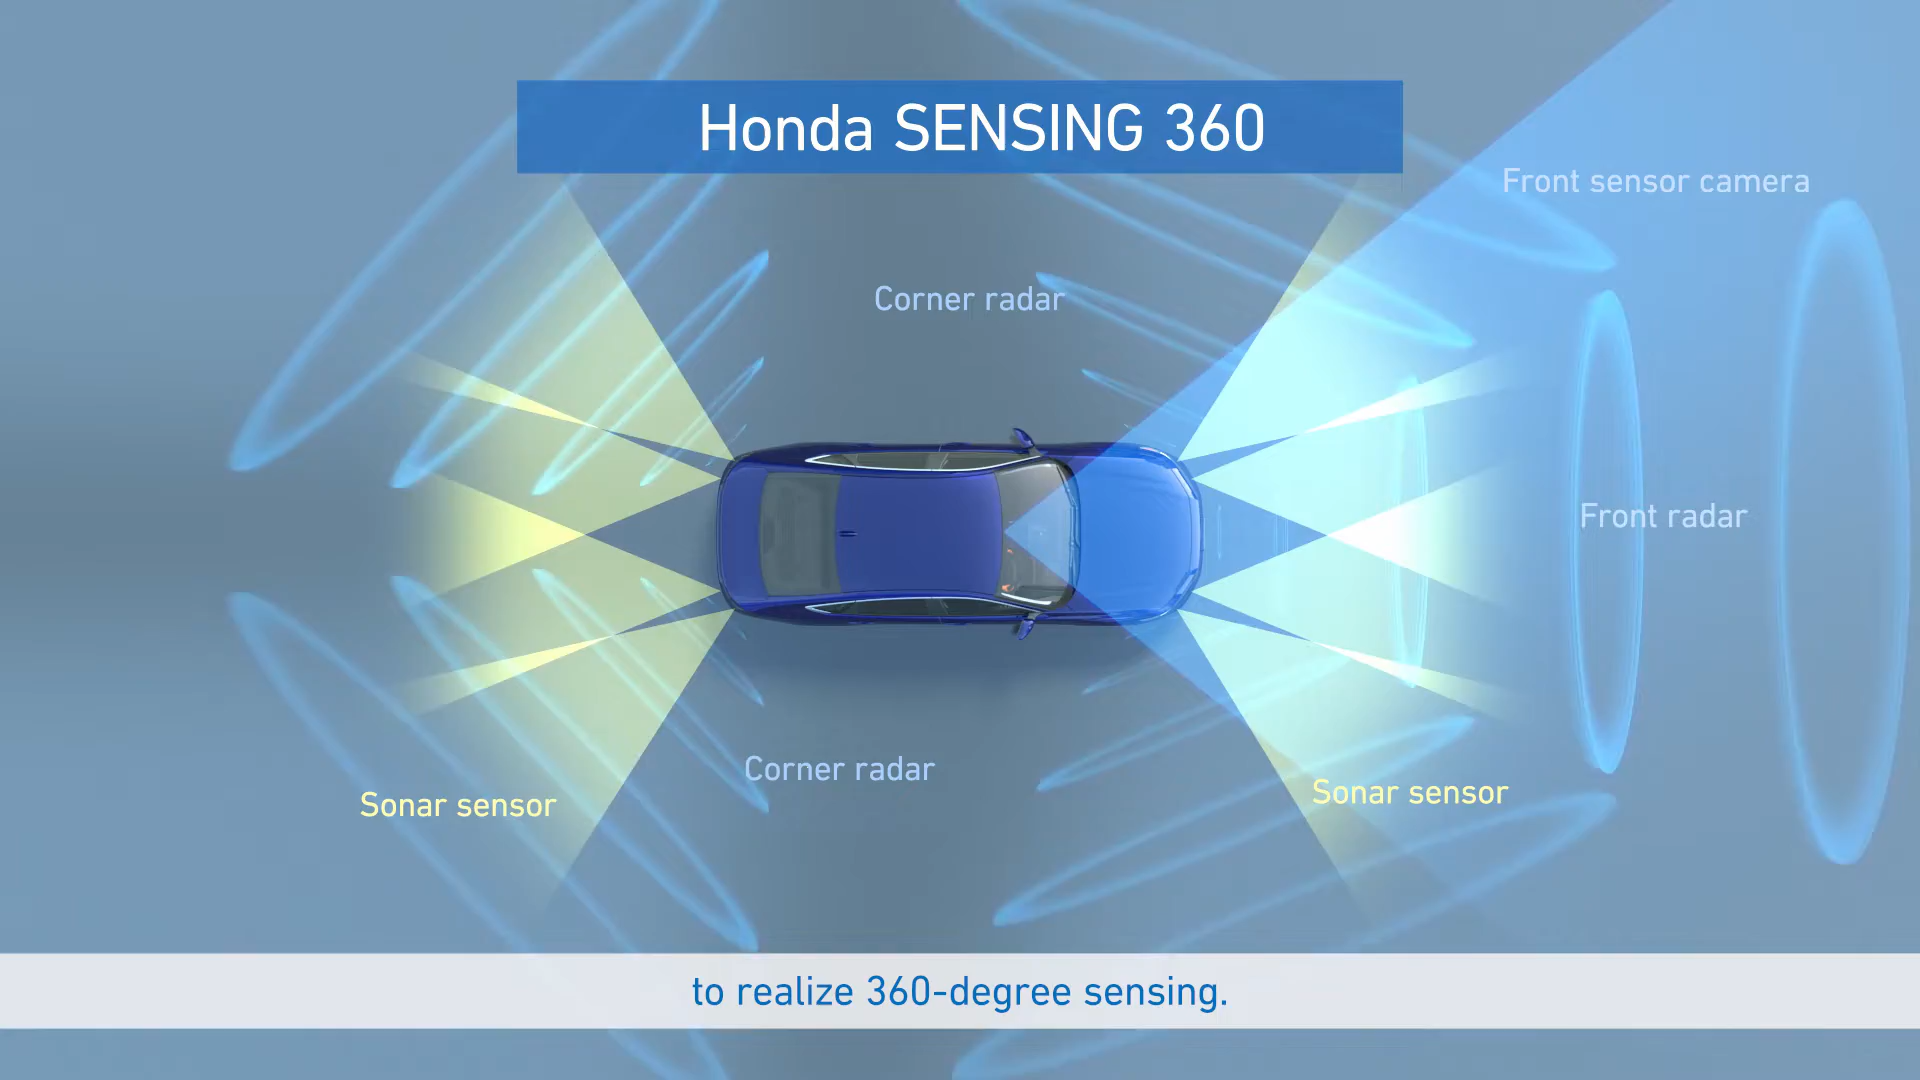 Honda SENSING 360
Front sensor camera
Corner radar
Front radar
Corner radar
Sonar sensor
Sonar sensor
to realize 360-degree sensing.